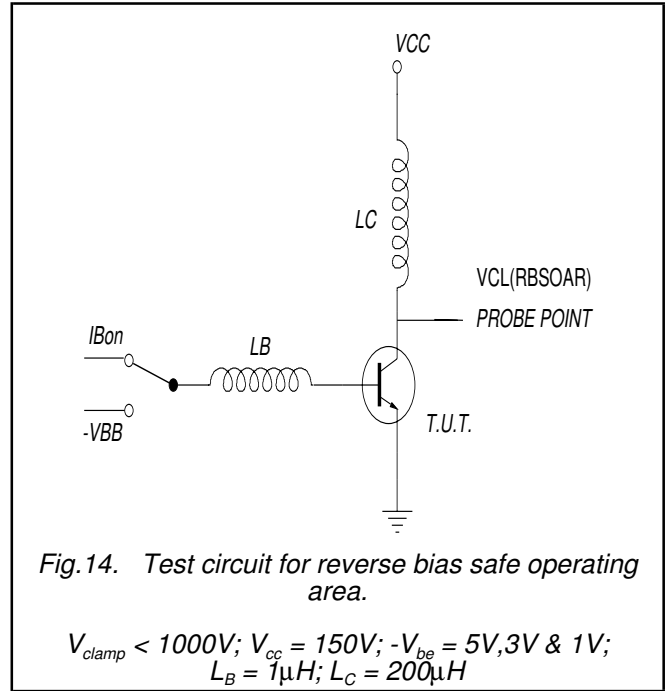 VCC
LC
VCL(RBSOAR)
PROBE POINT
IBon
LB
-VBB
T.U.T.
Fig.14. Test circuit for reverse bias safe operating
area.
Vclamp < 1000V; Vcc = 150V; -Vbe = 5V,3V & 1V;
LB = 1μH; LC = 200μH